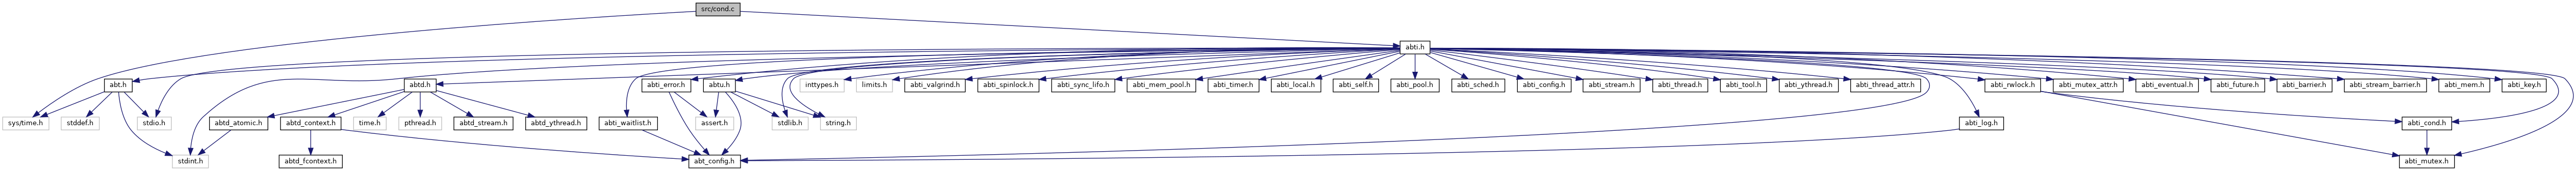 src/cond.c
abti.h
abt.h
abtd.h
abti_error.h
abtu.h
inttypes.h
limits.h
abti_valgrind.h
abti_spinlock.h
abti_sync_lifo.h
abti_mem_pool.h
abti_timer.h
abti_local.h
abti_self.h
abti_pool.h
abti_sched.h
abti_config.h
abti_stream.h
abti_thread.h
abti_tool.h
abti_ythread.h
abti_thread_attr.h
abti_rwlock.h
abti_mutex_attr.h
abti_eventual.h
abti_future.h
abti_barrier.h
abti_stream_barrier.h
abti_mem.h
abti_key.h
sys/time.h
stddef.h
stdio.h
abtd_atomic.h
abtd_context.h
time.h
pthread.h
abtd_stream.h
abtd_ythread.h
abti_waitlist.h
assert.h
stdlib.h
string.h
abti_log.h
abti_cond.h
stdint.h
abtd_fcontext.h
abt_config.h
abti_mutex.h